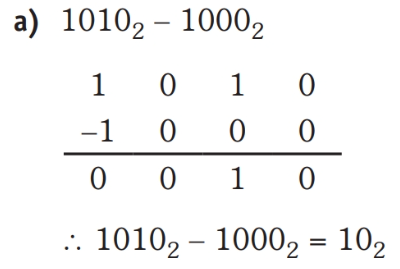 a) 1010₂ – 1000₂
1 0 1 0
–1 0 0 0
0 0 1 0
∴ 1010₂ – 1000₂ = 10₂